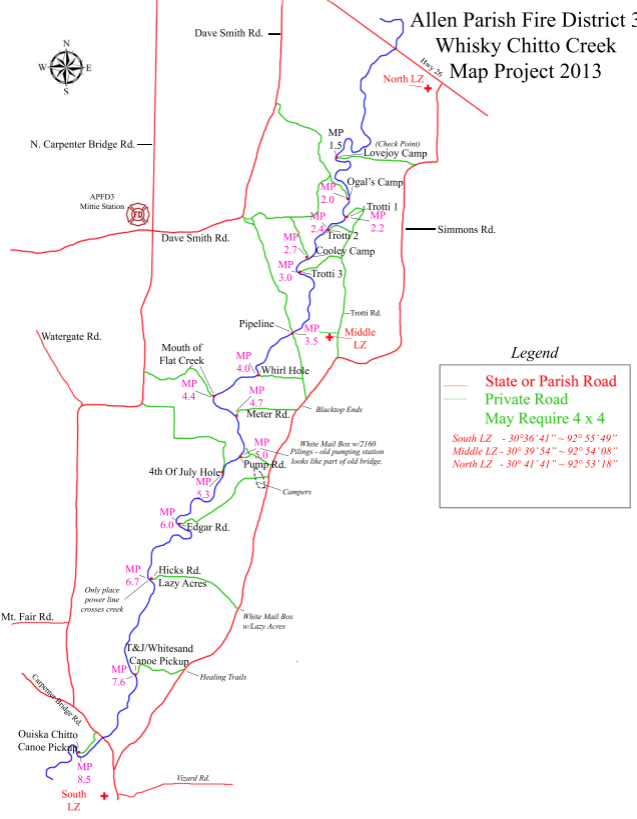 Allen Parish Fire District 3
Whisky Chitto Creek
Map Project 2013
Dave Smith Rd.
N
W
E
S
Hwy 26
North LZ
MP
1.5
(Check Point)
Lovejoy Camp
N. Carpenter Bridge Rd.
Ogal's Camp
MP
2.0
APFD3
Mittie Station
FD
Trotti 1
MP
2.2
MP
2.4
Trotti 2
Simmons Rd.
Dave Smith Rd.
MP
2.7
Cooley Camp
MP
3.0
Trotti 3
Trotti Rd.
Pipeline
MP
3.5
Middle
LZ
Watergate Rd.
Mouth of
Flat Creek
MP
4.0
Whirl Hole
MP
4.4
MP
4.7
Meter Rd.
Blacktop Ends
Legend
State or Parish Road
Private Road
May Require 4 x 4
South LZ - 30°36'41" ~ 92° 55'49"
Middle LZ - 30° 39'54" ~ 92° 54'08"
North LZ - 30° 41'41" ~ 92° 53'18"
MP
5.0
White Mail Box w/2160
Pilings - old pumping station
looks like part of old bridge.
Pump Rd.
4th Of July Hole
MP
5.3
Campers
MP
6.0
Edgar Rd.
MP
6.7
Hicks Rd.
Lazy Acres
Only place
power line
crosses creek
White Mail Box
w/Lazy Acres
Mt. Fair Rd.
T&J/Whitesand
Canoe Pickup
MP
7.6
Healing Trails
Carpenter Bridge Rd.
Ouiska Chitto
Canoe Pickup
MP
8.5
South
LZ
Vizard Rd.